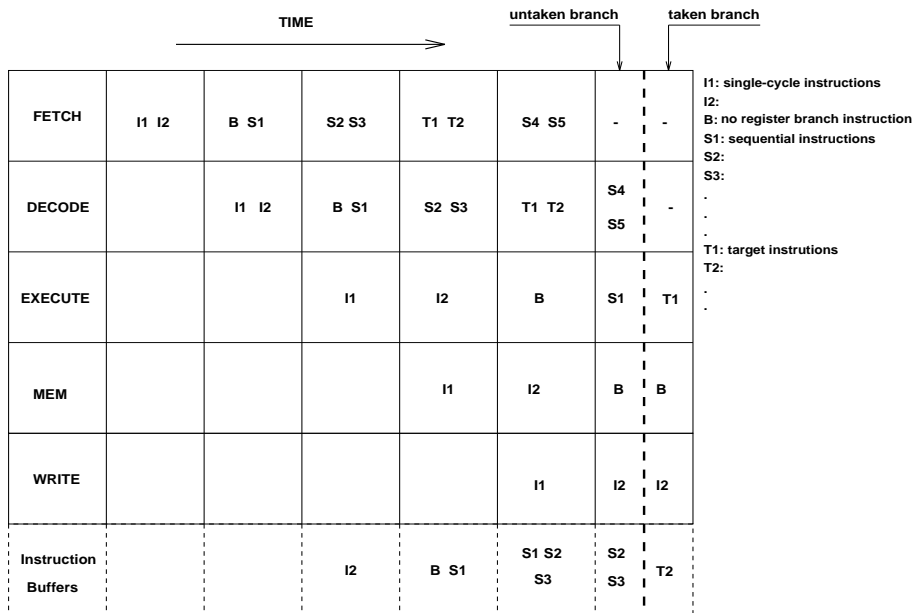 untaken branch taken branch
TIME
FETCH I1 I2 B S1 S2 S3 T1 T2 S4 S5 - -
DECODE I1 I2 B S1 S2 S3 T1 T2 S4 -
S5
EXECUTE I1 I2 B S1 T1
MEM I1 I2 B B
WRITE I1 I2 I2
Instruction I2 B S1 S1 S2 S2 T2
Buffers S3 S3
I1: single-cycle instructions
I2:
B: no register branch instruction
S1: sequential instructions
S2:
S3:
.
.
.
T1: target instrutions
T2:
.
.